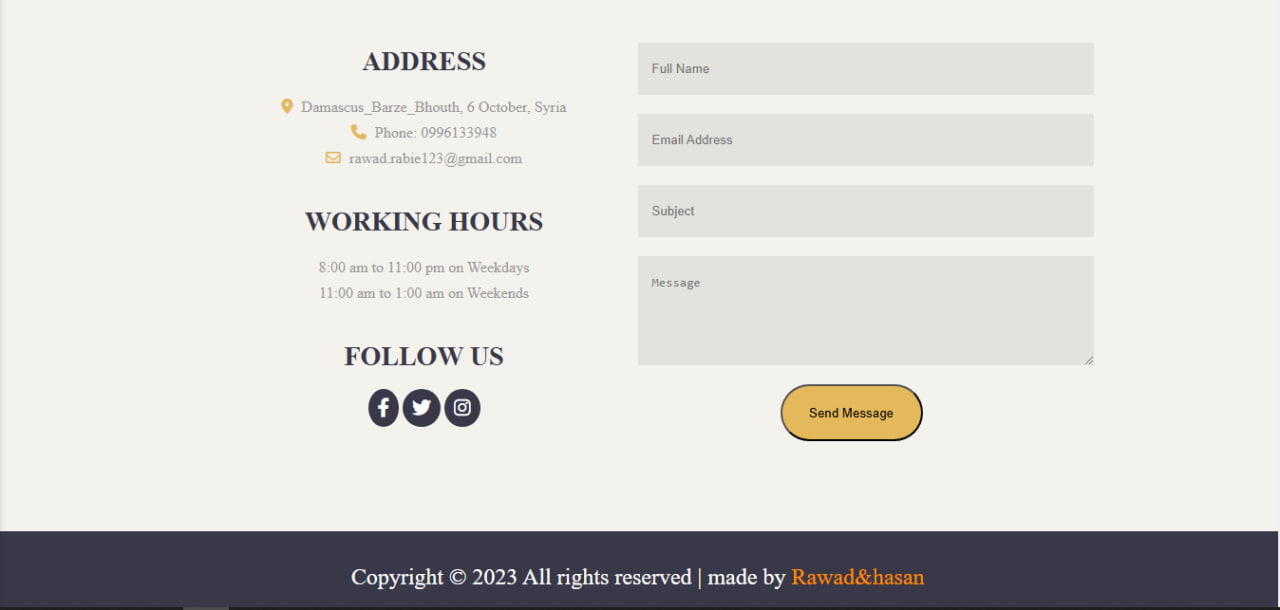 ADDRESS
Damascus_Barze_Bhouth, 6 October, Syria
Phone: 0996133948
rawad.rabie123@gmail.com
WORKING HOURS
8:00 am to 11:00 pm on Weekdays
11:00 am to 1:00 am on Weekends
FOLLOW US
Full Name
Email Address
Subject
Message
Send Message
Copyright © 2023 All rights reserved | made by Rawad&hasan